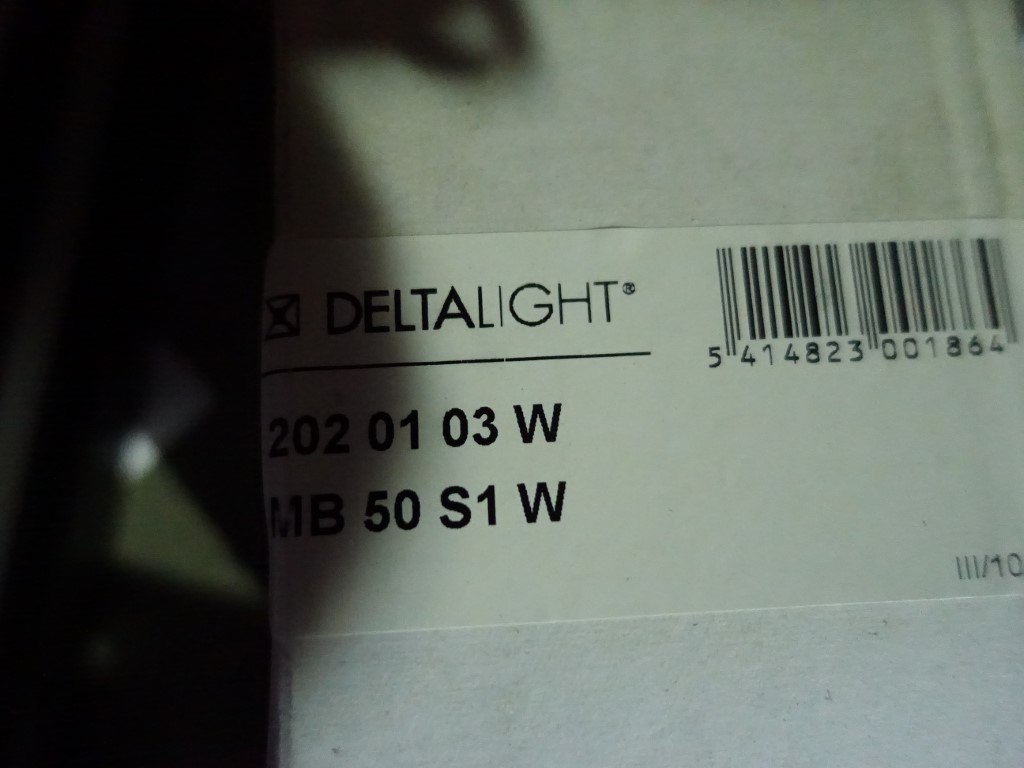 DELTALIGHT®
5 414823 001864
202 01 03 W
MB 50 S1 W
III/10